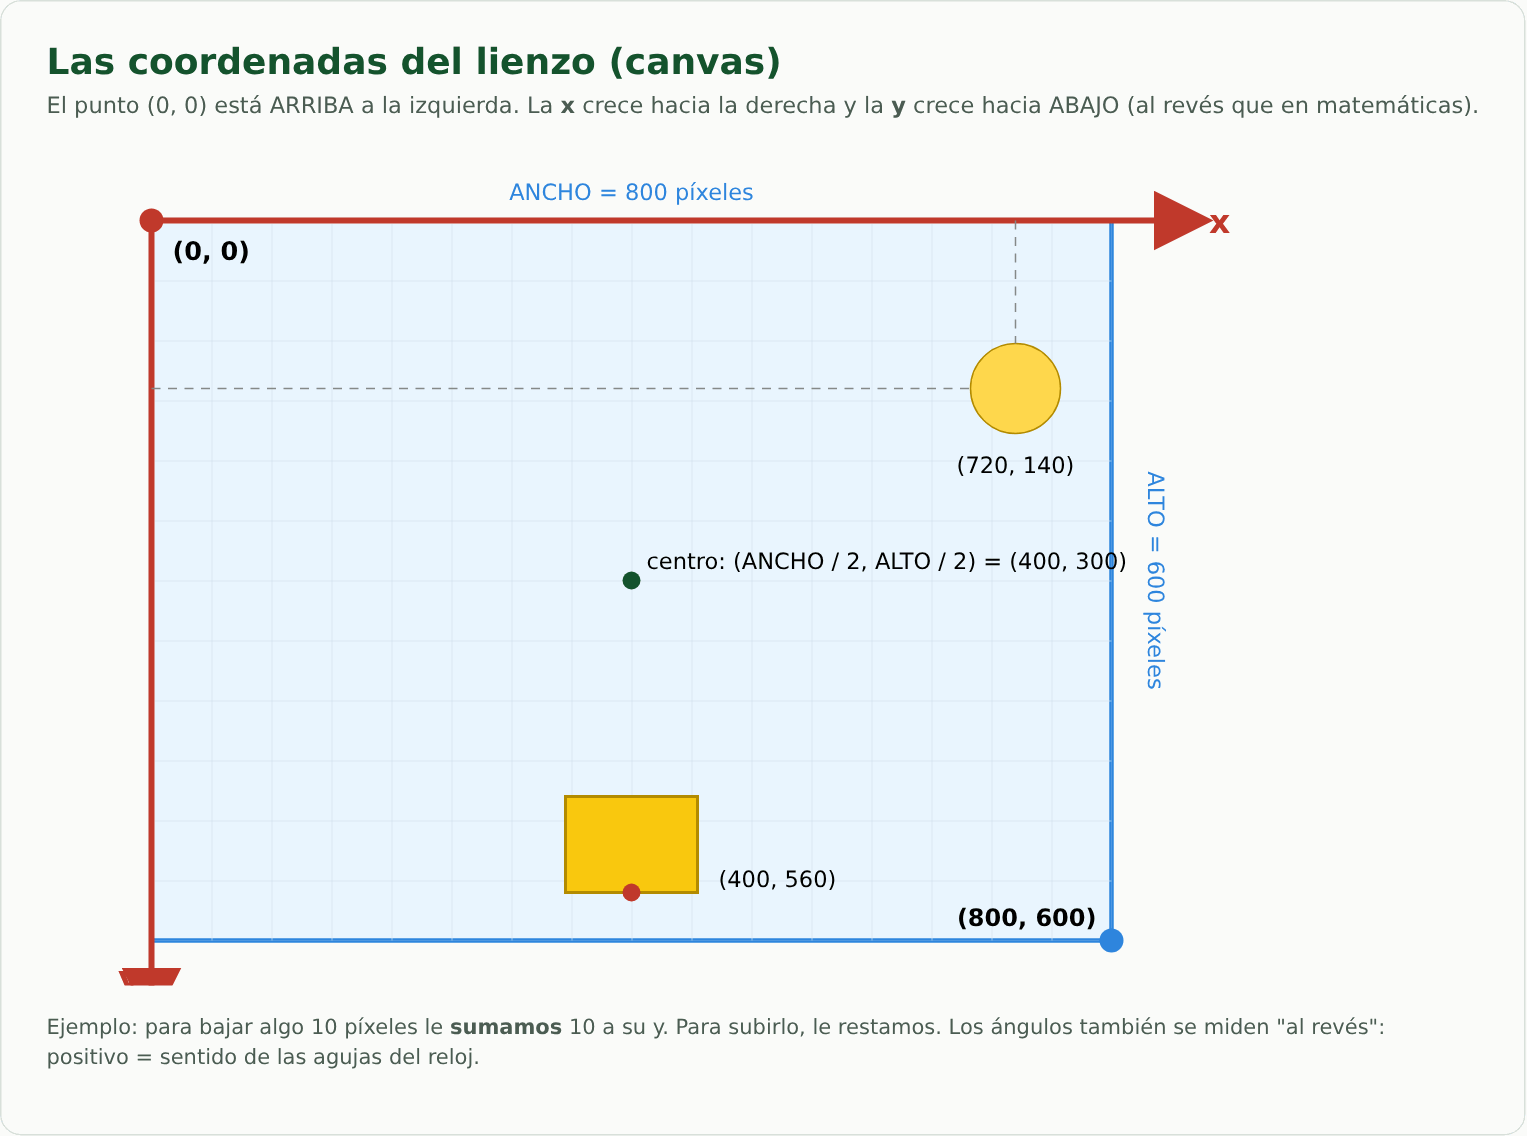 Las coordenadas del lienzo (canvas)
El punto (0, 0) está ARRIBA a la izquierda. La x crece hacia la derecha y la y crece hacia ABAJO (al revés que en matemáticas).
ANCHO = 800 píxeles
x
(0, 0)
(720, 140)
ALTO = 600 píxeles
centro: (ANCHO / 2, ALTO / 2) = (400, 300)
(400, 560)
(800, 600)
Ejemplo: para bajar algo 10 píxeles le sumamos 10 a su y. Para subirlo, le restamos. Los ángulos también se miden "al revés":
positivo = sentido de las agujas del reloj.